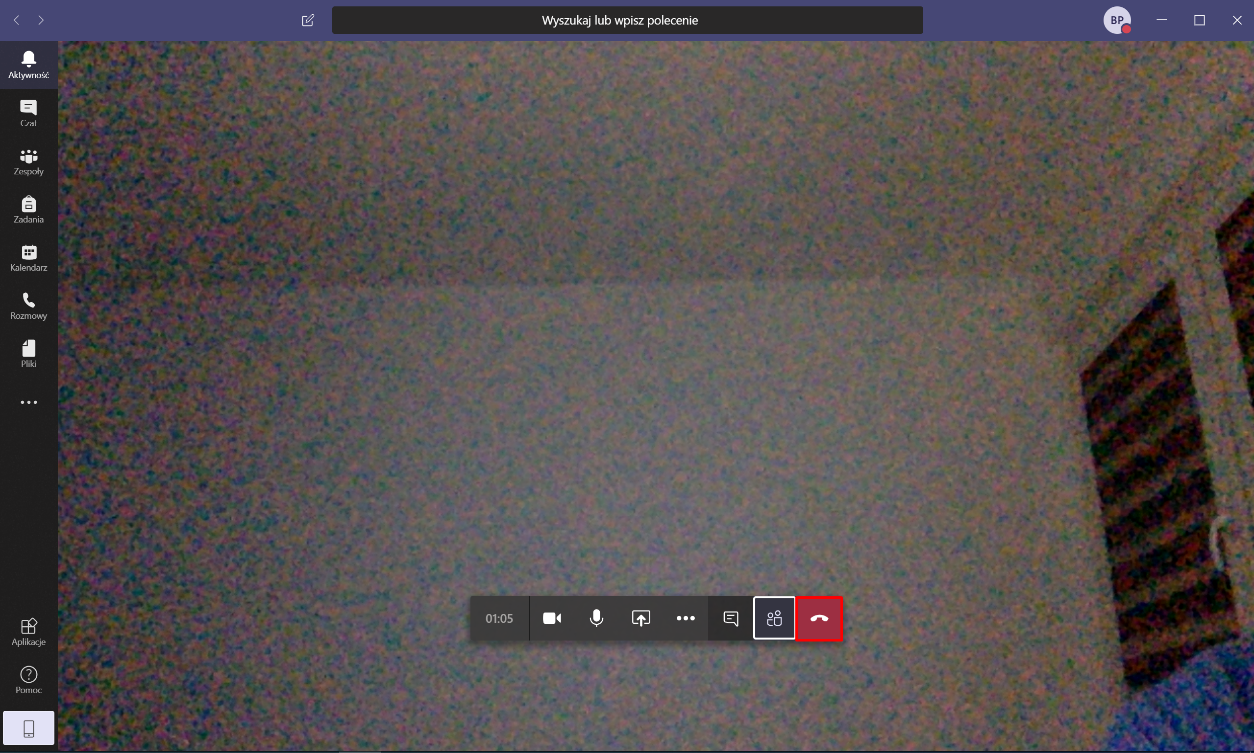 Wyszukaj lub wpisz polecenie
BP
Aktywność
Czat
Zespoły
Zadania
Kalendarz
Rozmowy
Pliki
01:05
Aplikacje
Pomoc